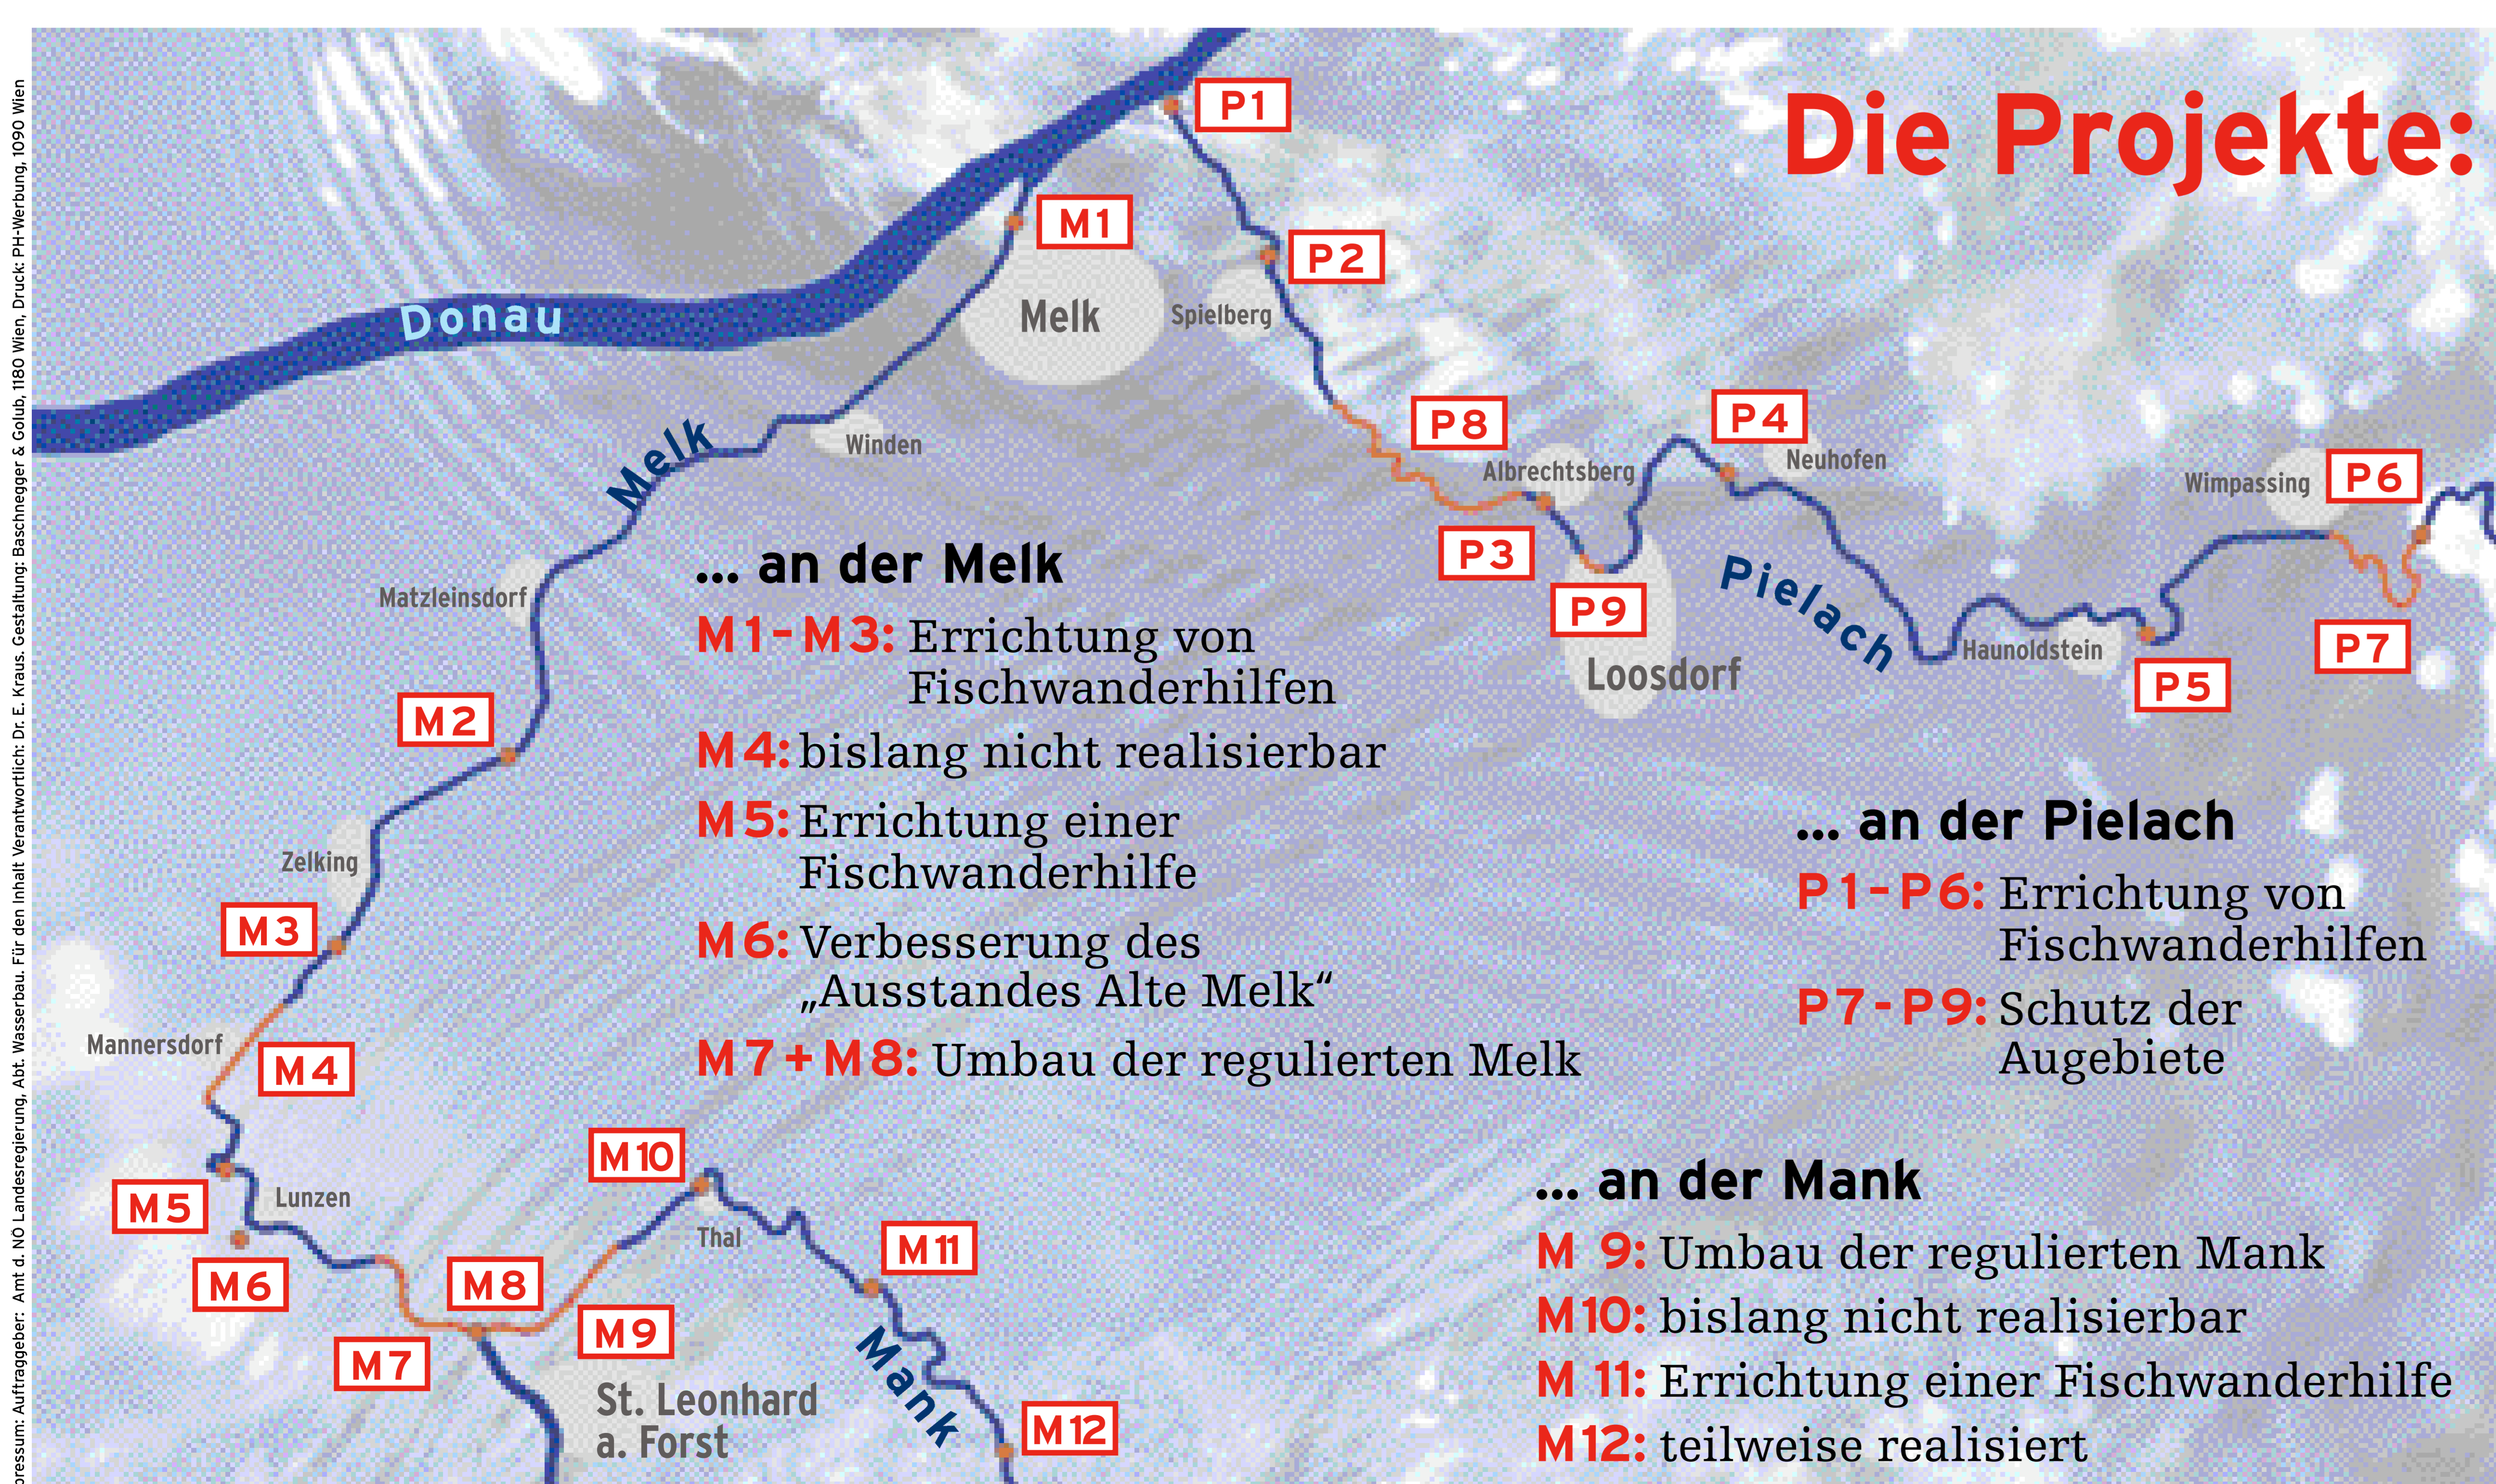 Die Projekte:
P1
M1
P2
Melk
Spielberg
Donau
P8
P4
Albrechtsberg
Neuhofen
Wimpassing
P6
Winden
Melk
P3
P9
Pielach
Loosdorf
Haunoldstein
P5
P7
Matzleinsdorf
M2
Zelking
M3
Mannersdorf
M4
M5
Lunzen
M6
M7
M8
M9
M10
Thal
M11
Mank
M12
St. Leonhard
a. Forst
... an der Melk
M1-M3: Errichtung von
Fischwanderhilfen
M4: bislang nicht realisierbar
M5: Errichtung einer
Fischwanderhilfe
M6: Verbesserung des
„Ausstandes Alte Melk“
M7+M8: Umbau der regulierten Melk
... an der Pielach
P1-P6: Errichtung von
Fischwanderhilfen
P7-P9: Schutz der
Augebiete
... an der Mank
M 9: Umbau der regulierten Mank
M10: bislang nicht realisierbar
M 11: Errichtung einer Fischwanderhilfe
M12: teilweise realisiert
pressum: Auftraggeber: Amt d. NÖ Landesregierung, Abt. Wasserbau. Für den Inhalt Verantwortlich: Dr. E. Kraus. Gestaltung: Baschnegger & Golub, 1180 Wien, Druck: PH-Werbung, 1090 Wien